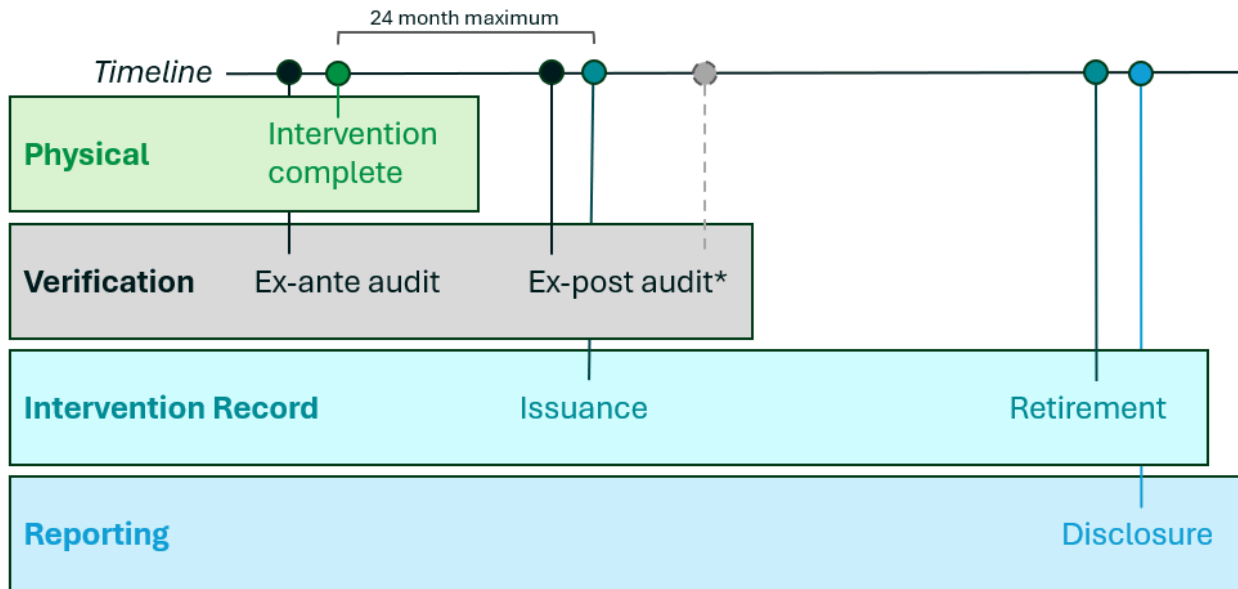 24 month maximum
Timeline
Physical
Intervention
complete
Verification
Ex-ante audit
Ex-post audit*
Intervention Record
Issuance
Retirement
Reporting
Disclosure